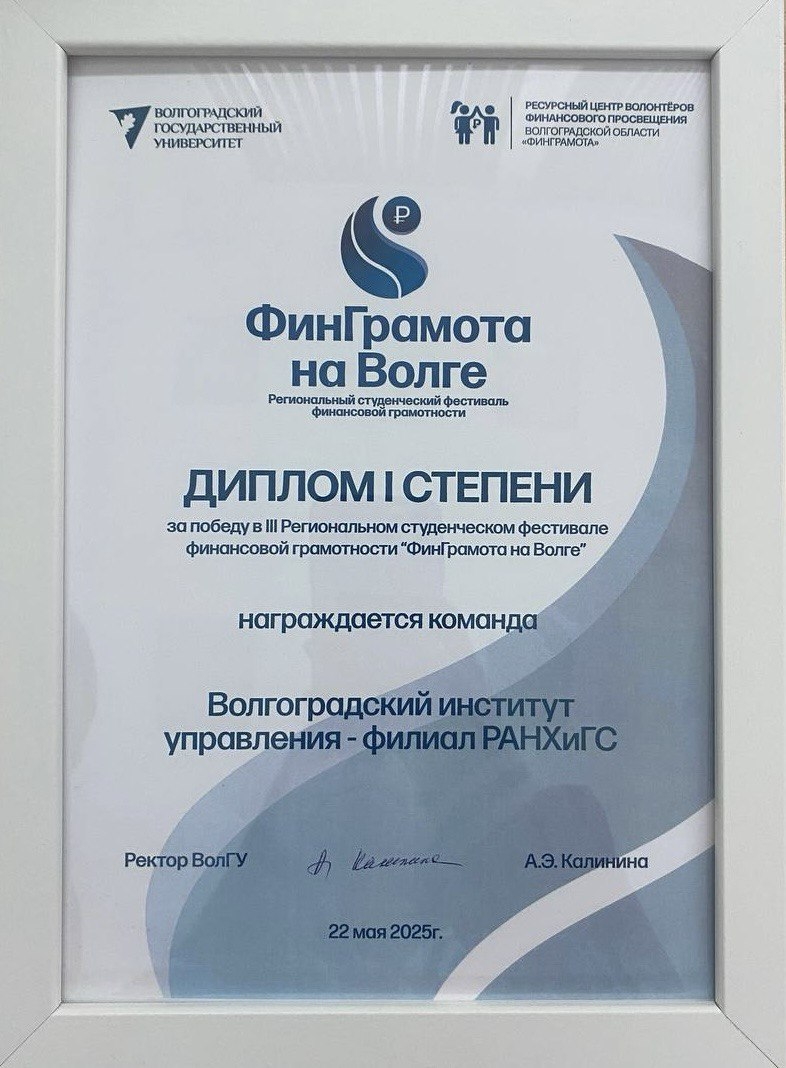 ВОЛГОГРАДСКИЙ
ГОСУДАРСТВЕННЫЙ
УНИВЕРСИТЕТ
РЕСУРСНЫЙ ЦЕНТР ВОЛОНТЁРОВ
ФИНАНСОВОГО ПРОСВЕЩЕНИЯ
ВОЛГОГРАДСКОЙ ОБЛАСТИ
«ФИНГРАМОТА»
₽
₽
ФинГрамота
на Волге
Региональный студенческий фестиваль
финансовой грамотности
ДИПЛОМ I СТЕПЕНИ
за победу в III Региональном студенческом фестивале
финансовой грамотности “ФинГрамота на Волге”
награждается команда
Волгоградский институт
управления - филиал РАНХиГС
Ректор ВолГУ
А.Э. Калинина
22 мая 2025г.